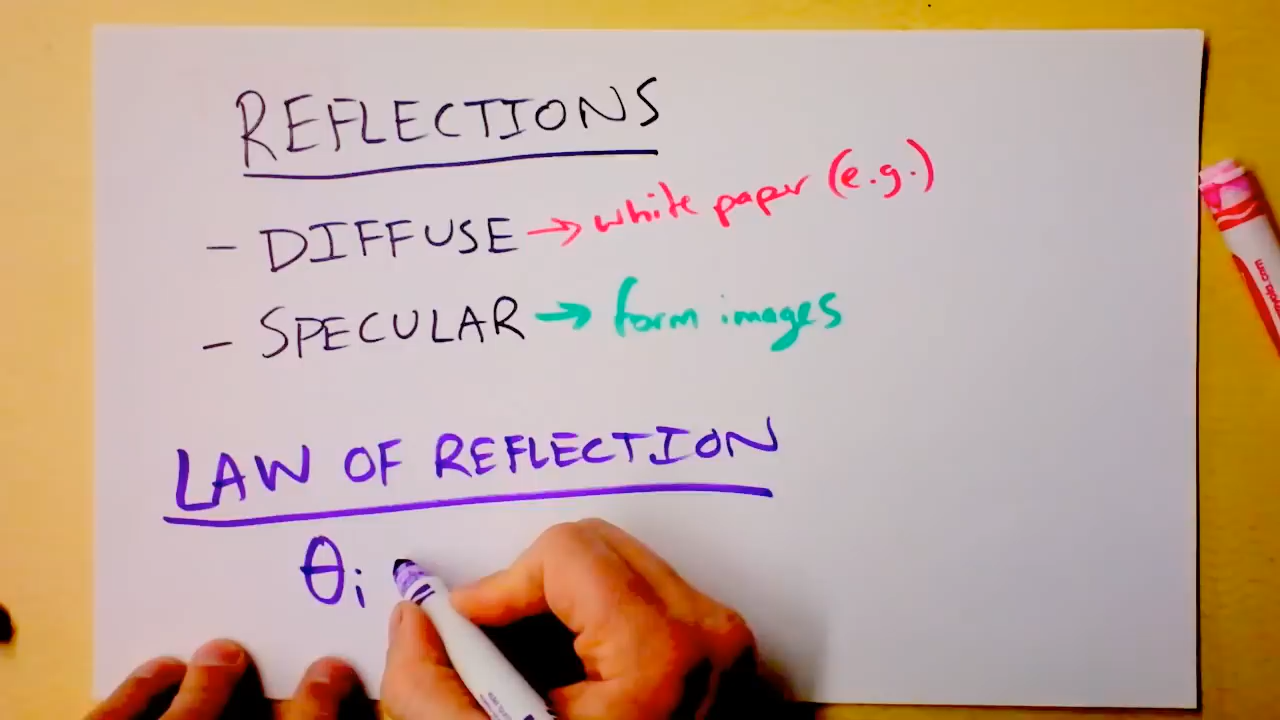 REFLECTIONS
- DIFFUSE → white paper (e.g.)
- SPECULAR → form images
LAW OF REFLECTION
θi